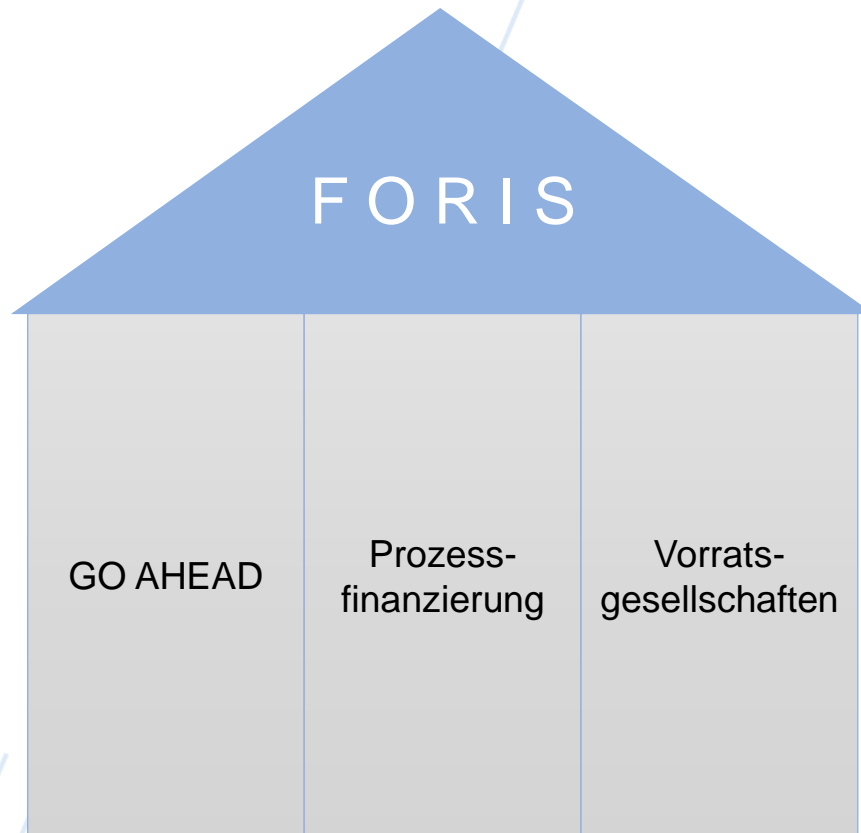 F O R I S
GO AHEAD
Prozess-
finanzierung
Vorrats-
gesellschaften